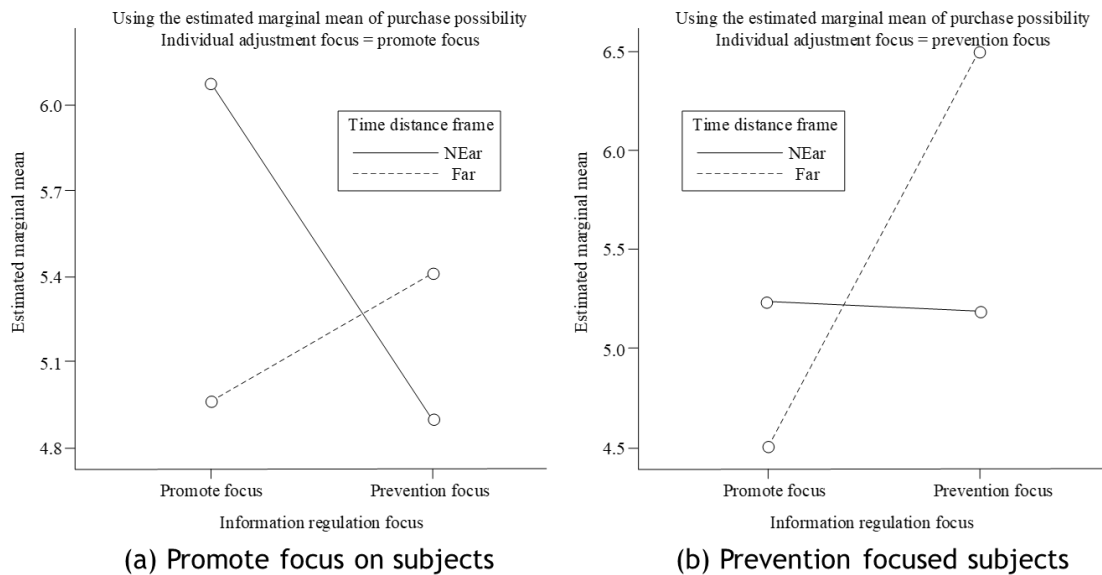 Using the estimated marginal mean of purchase possibility
Individual adjustment focus = promote focus
6.0
5.7
5.4
5.1
4.8
Estimated marginal mean
Time distance frame
NEar
Far
Promote focus
Prevention focus
Information regulation focus
(a) Promote focus on subjects
Using the estimated marginal mean of purchase possibility
Individual adjustment focus = prevention focus
6.5
6.0
5.5
5.0
4.5
Estimated marginal mean
Time distance frame
NEar
Far
Promote focus
Prevention focus
Information regulation focus
(b) Prevention focused subjects